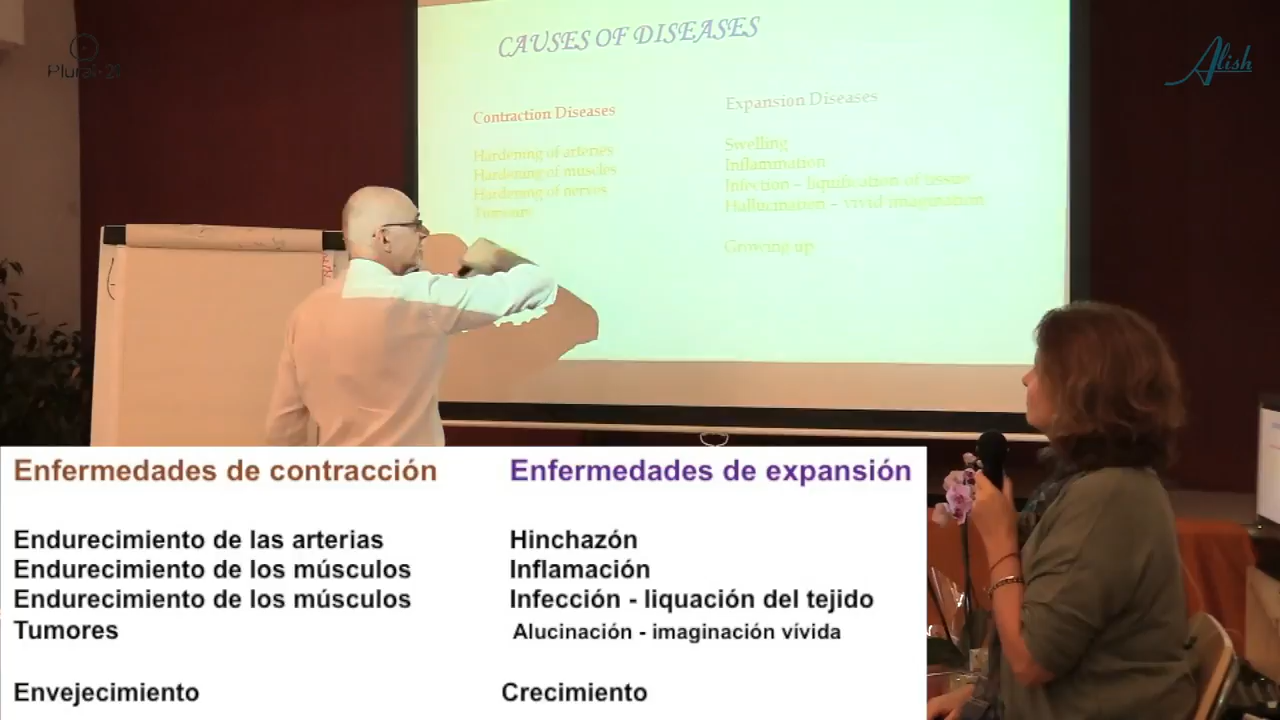 Plural-21
Alish
CAUSES OF DISEASES
Contraction Diseases
Hardening of arteries
Hardening of muscles
Hardening of nerves
Tumours
Expansion Diseases
Swelling
Inflammation
Infection – liquification of tissue
Hallucination – vivid imagination
Growing up
Enfermedades de contracción
Endurecimiento de las arterias
Endurecimiento de los músculos
Endurecimiento de los músculos
Tumores
Envejecimiento
Enfermedades de expansión
Hinchazón
Inflamación
Infección - liquación del tejido
Alucinación - imaginación vívida
Crecimiento